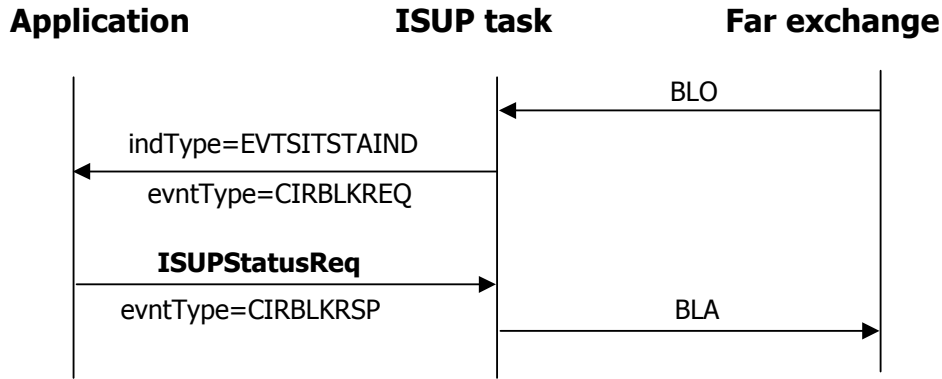 Application
ISUP task
Far exchange
BLO
indType=EVTSITSTAIND
evntType=CIRBLKREQ
ISUPStatusReq
evntType=CIRBLKRSP
BLA